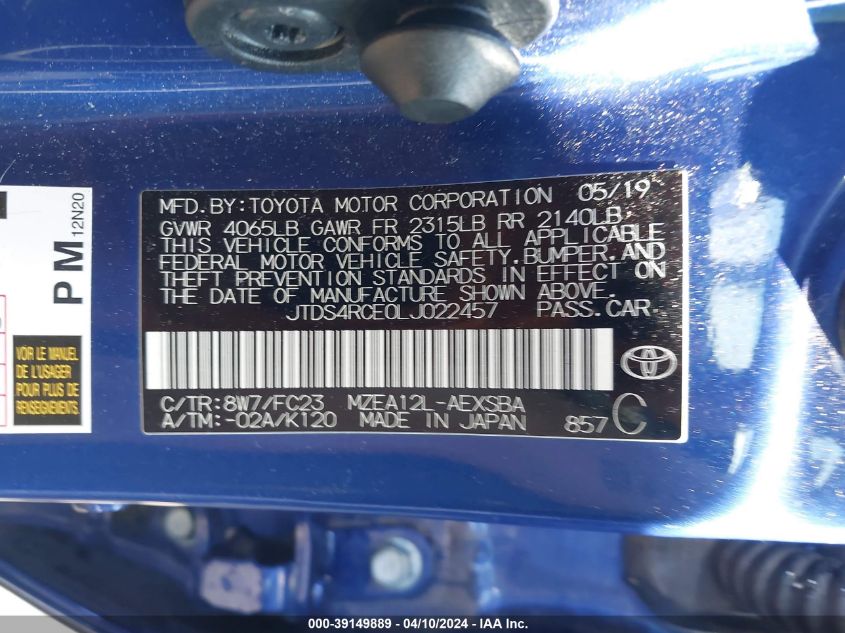 MFD.BY:TOYOTA MOTOR CORPORATION 05/19
GVWR 4065LB GAWR FR 2315LB RR 2140LB
THIS VEHICLE CONFORMS TO ALL APPLICABLE
FEDERAL MOTOR VEHICLE SAFETY,BUMPER,AND
THEFT PREVENTION STANDARDS IN EFFECT ON
THE DATE OF MANUFACTURE SHOWN ABOVE.
JTDS4RCE0LJ022457 PASS.CAR
C/TR:8W7/FC23 MZEA12L-AEXSBA
A/TM:-02A/K120 MADE IN JAPAN 857 C
PM 12N20
VOIR LE MANUEL
DE L'USAGER
POUR PLUS DE
RENSEIGNEMENTS
000-39149889 - 04/10/2024 - IAA Inc.